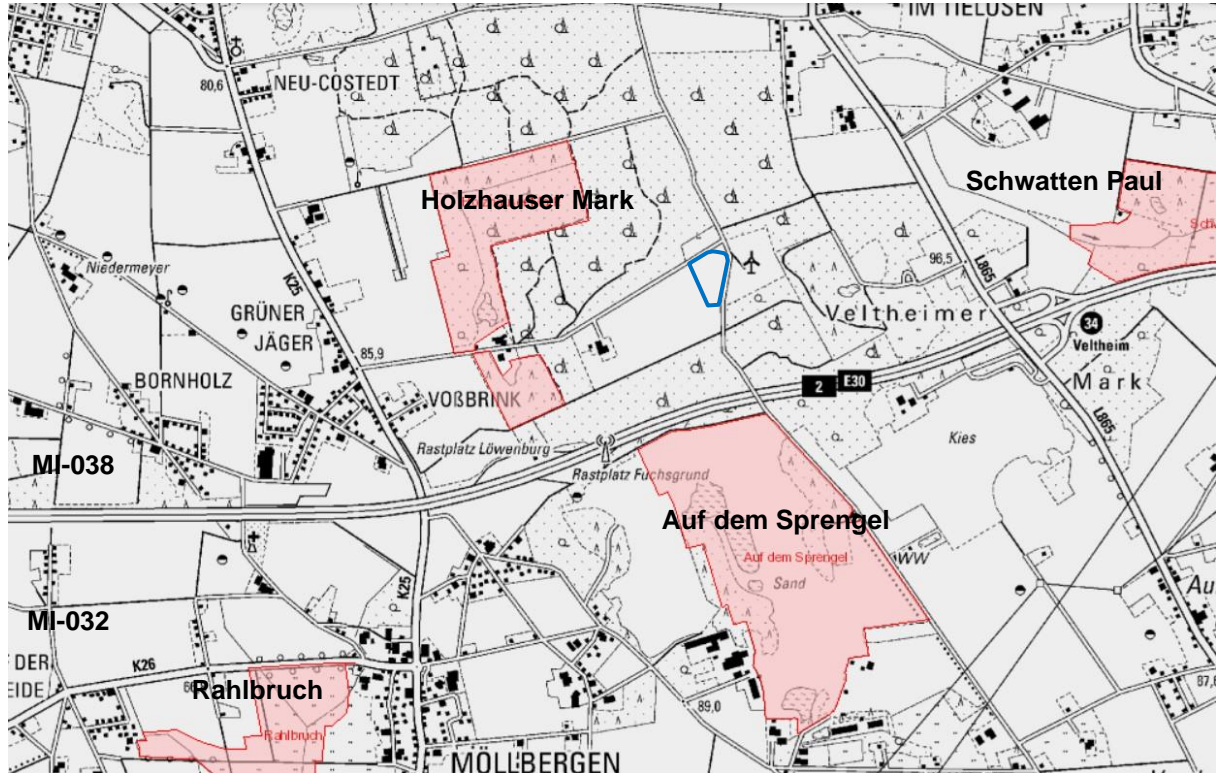 IM TIELOSEN
80,6
NEU-COSTEDT
Holzhauser Mark
Schwatten Paul
Schw
Niedermeyer
K25
96,5
L865
GRÜNER
JÄGER
Veltheimer
34
Veltheim
85,9
BORNHOLZ
VOßBRINK
2
E30
Mark
L865
Rastplatz Löwenburg
Kies
MI-038
Rastplatz Fuchsgrund
Auf dem Sprengel
Auf dem Sprengel
WW
Sand
K25
Au
MI-032
DER
K26
EIDE
Rahlbruch
Rahlbruch
89,0
87,6
MÖLLBERGEN